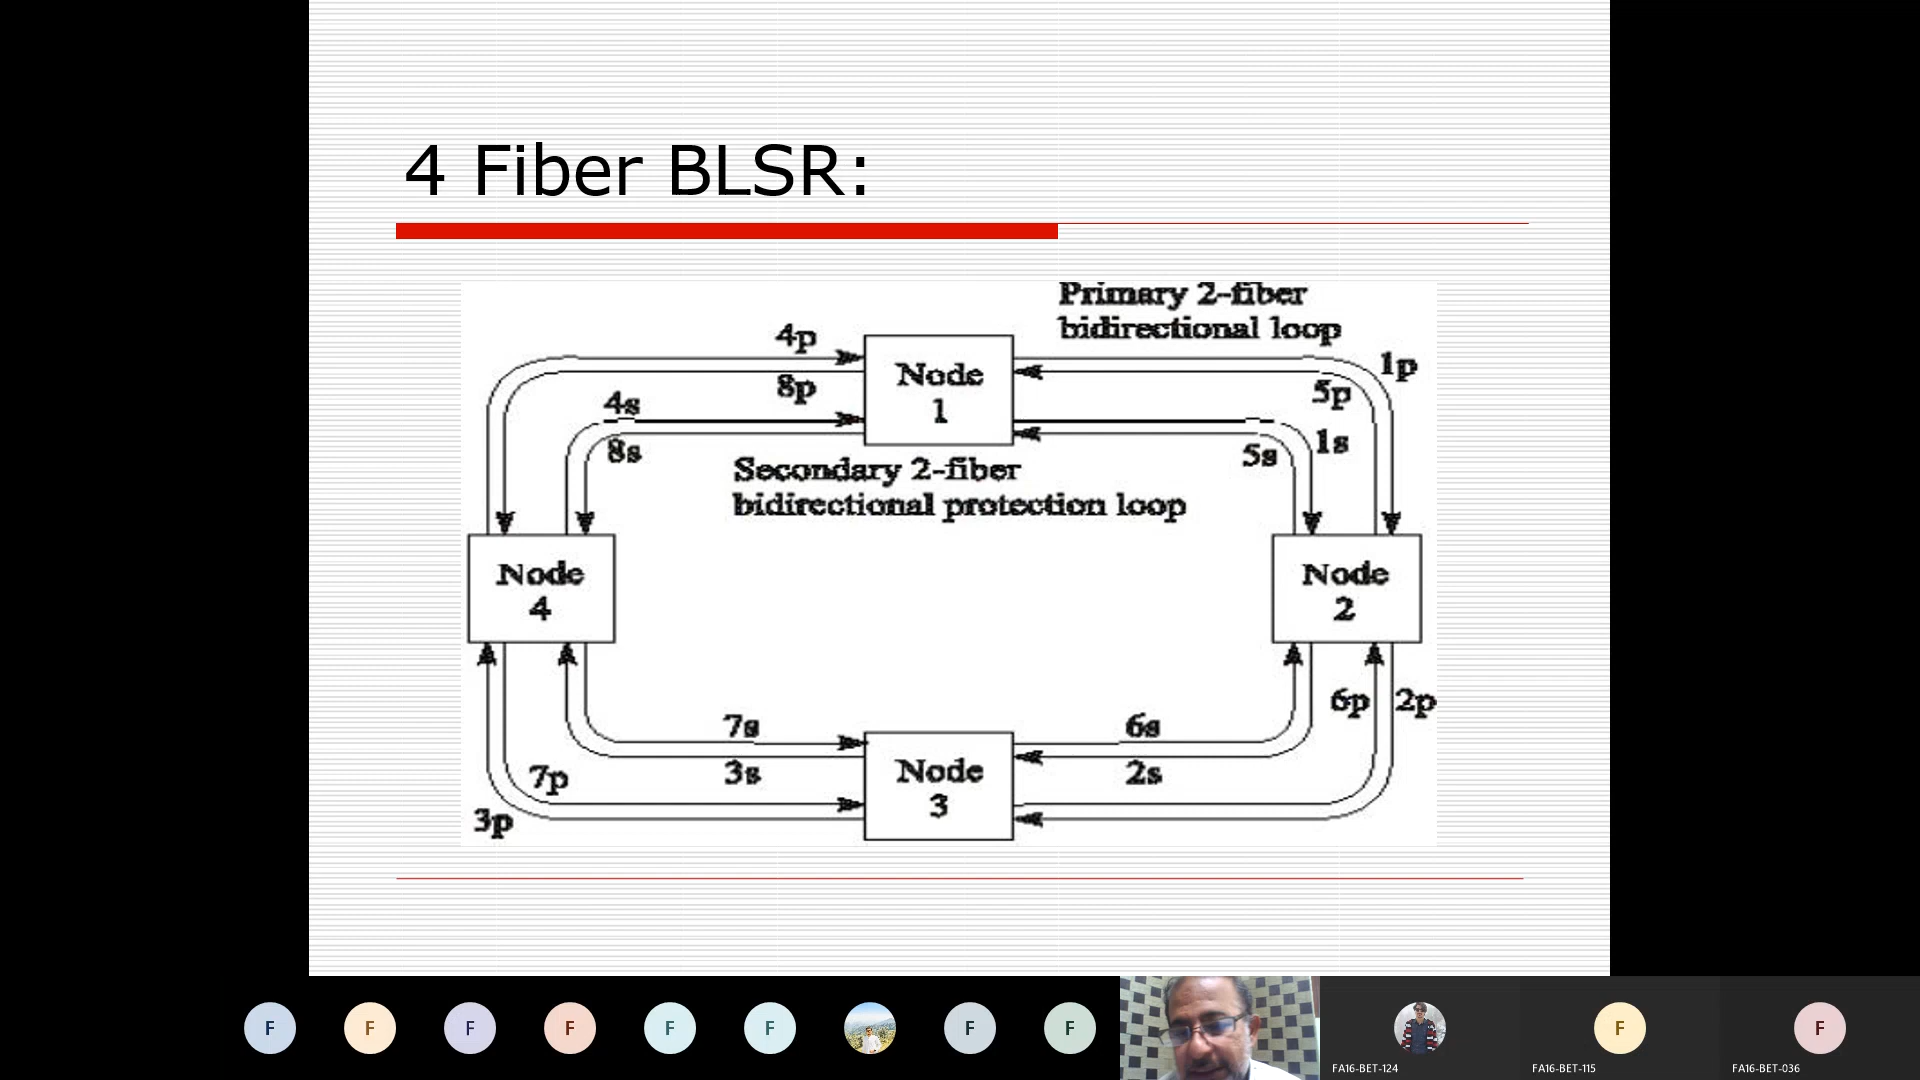 4 Fiber BLSR:
Primary 2-fiber
bidirectional loop
4p
8p
Node
1
1p
5p
4s
8s
5s
1s
Secondary 2-fiber
bidirectional protection loop
Node
4
Node
2
6p
2p
7s
3s
6s
2s
Node
3
7p
3p
F
F
F
F
F
F
F
F
F
F
FA16-BET-124
FA16-BET-115
FA16-BET-036